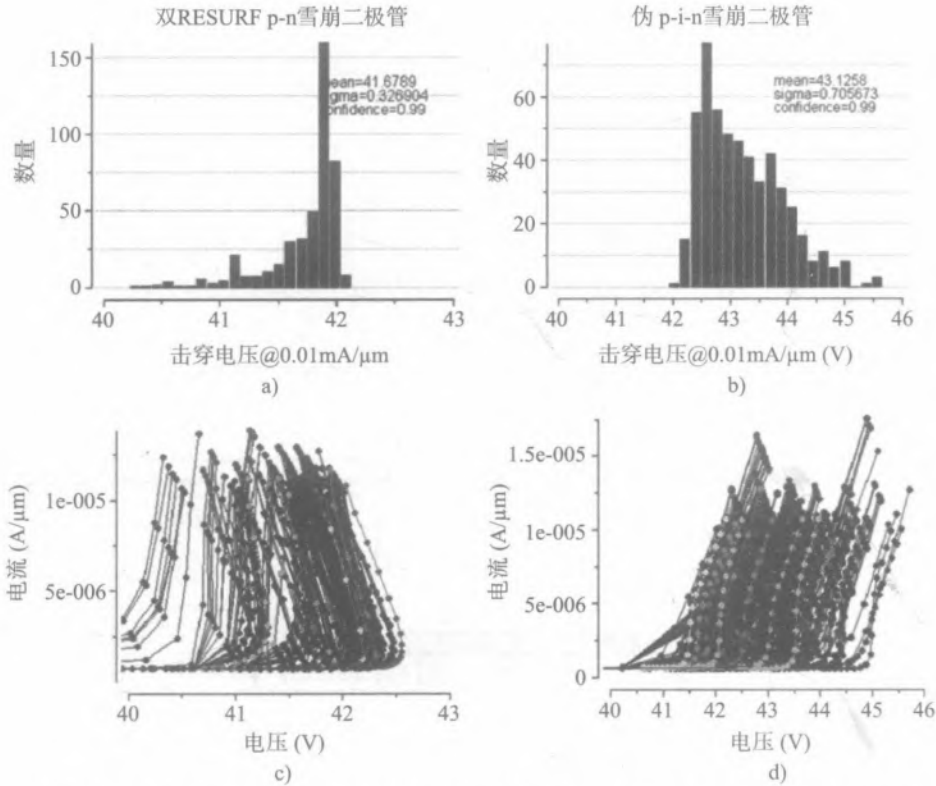 双RESURF p-n雪崩二极管
伪 p-i-n雪崩二极管
150
100
50
0
数量
mean=41.6789
sigma=0.326904
confidence=0.99
40 41 42 43
击穿电压@0.01mA/μm
a)
60
40
20
0
数量
mean=43.1258
sigma=0.705673
confidence=0.99
40 41 42 43 44 45 46
击穿电压@0.01mA/μm (V)
b)
1e-005
5e-006
电流 (A/μm)
40 41 42 43
电压 (V)
c)
1.5e-005
1e-005
5e-006
0
电流 (A/μm)
40 41 42 43 44 45
电压 (V)
d)